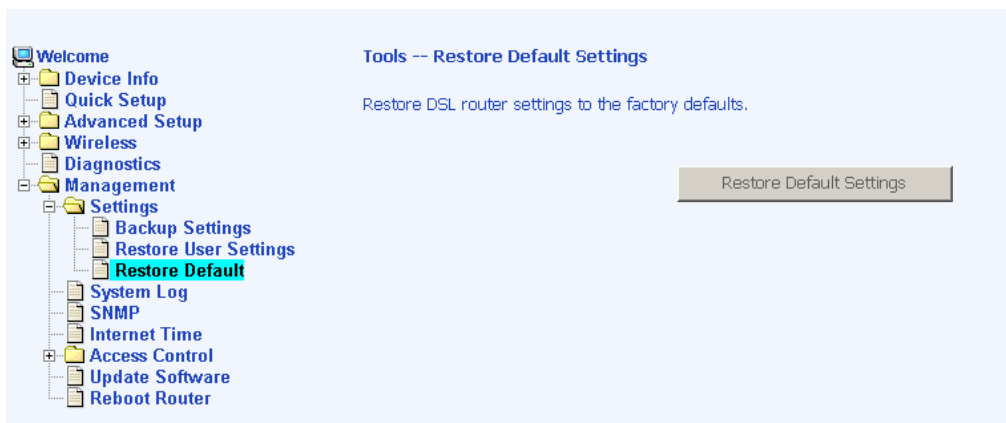 Welcome
Device Info
Quick Setup
Advanced Setup
Wireless
Diagnostics
Management
Settings
Backup Settings
Restore User Settings
Restore Default
System Log
SNMP
Internet Time
Access Control
Update Software
Reboot Router
Tools -- Restore Default Settings
Restore DSL router settings to the factory defaults.
Restore Default Settings